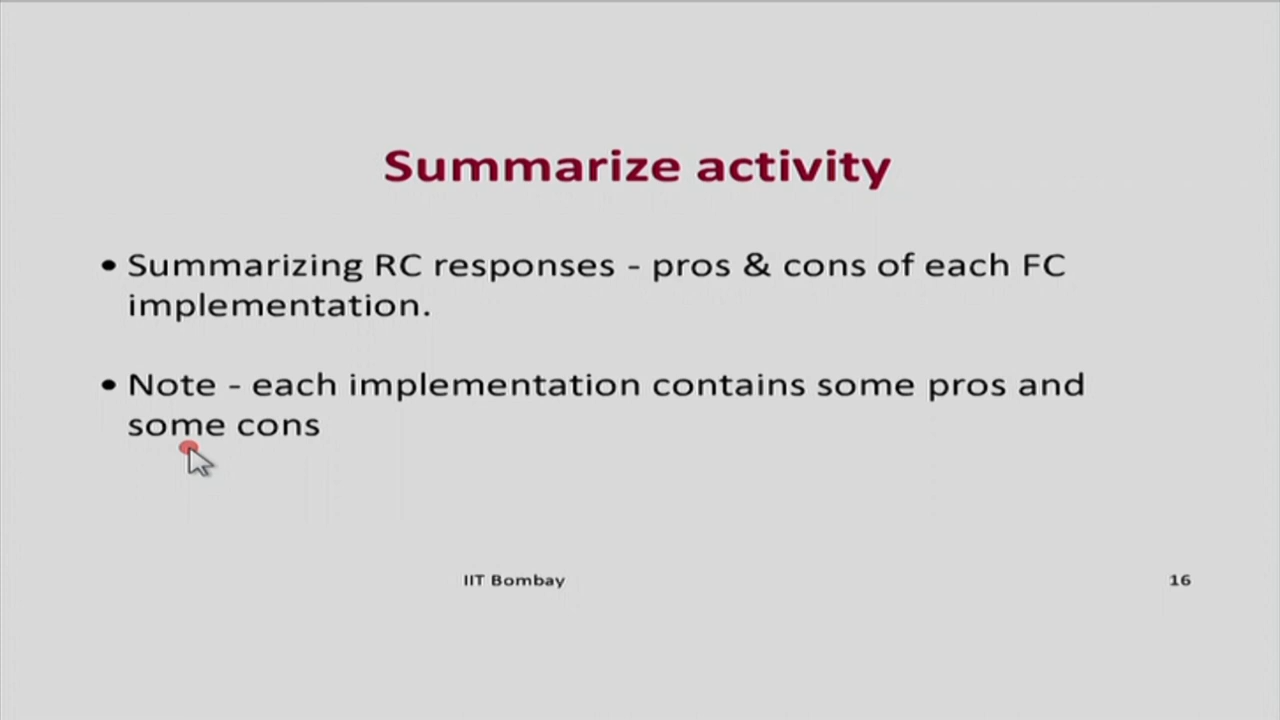 Summarize activity
• Summarizing RC responses - pros & cons of each FC
implementation.
• Note - each implementation contains some pros and
some cons
IIT Bombay
16